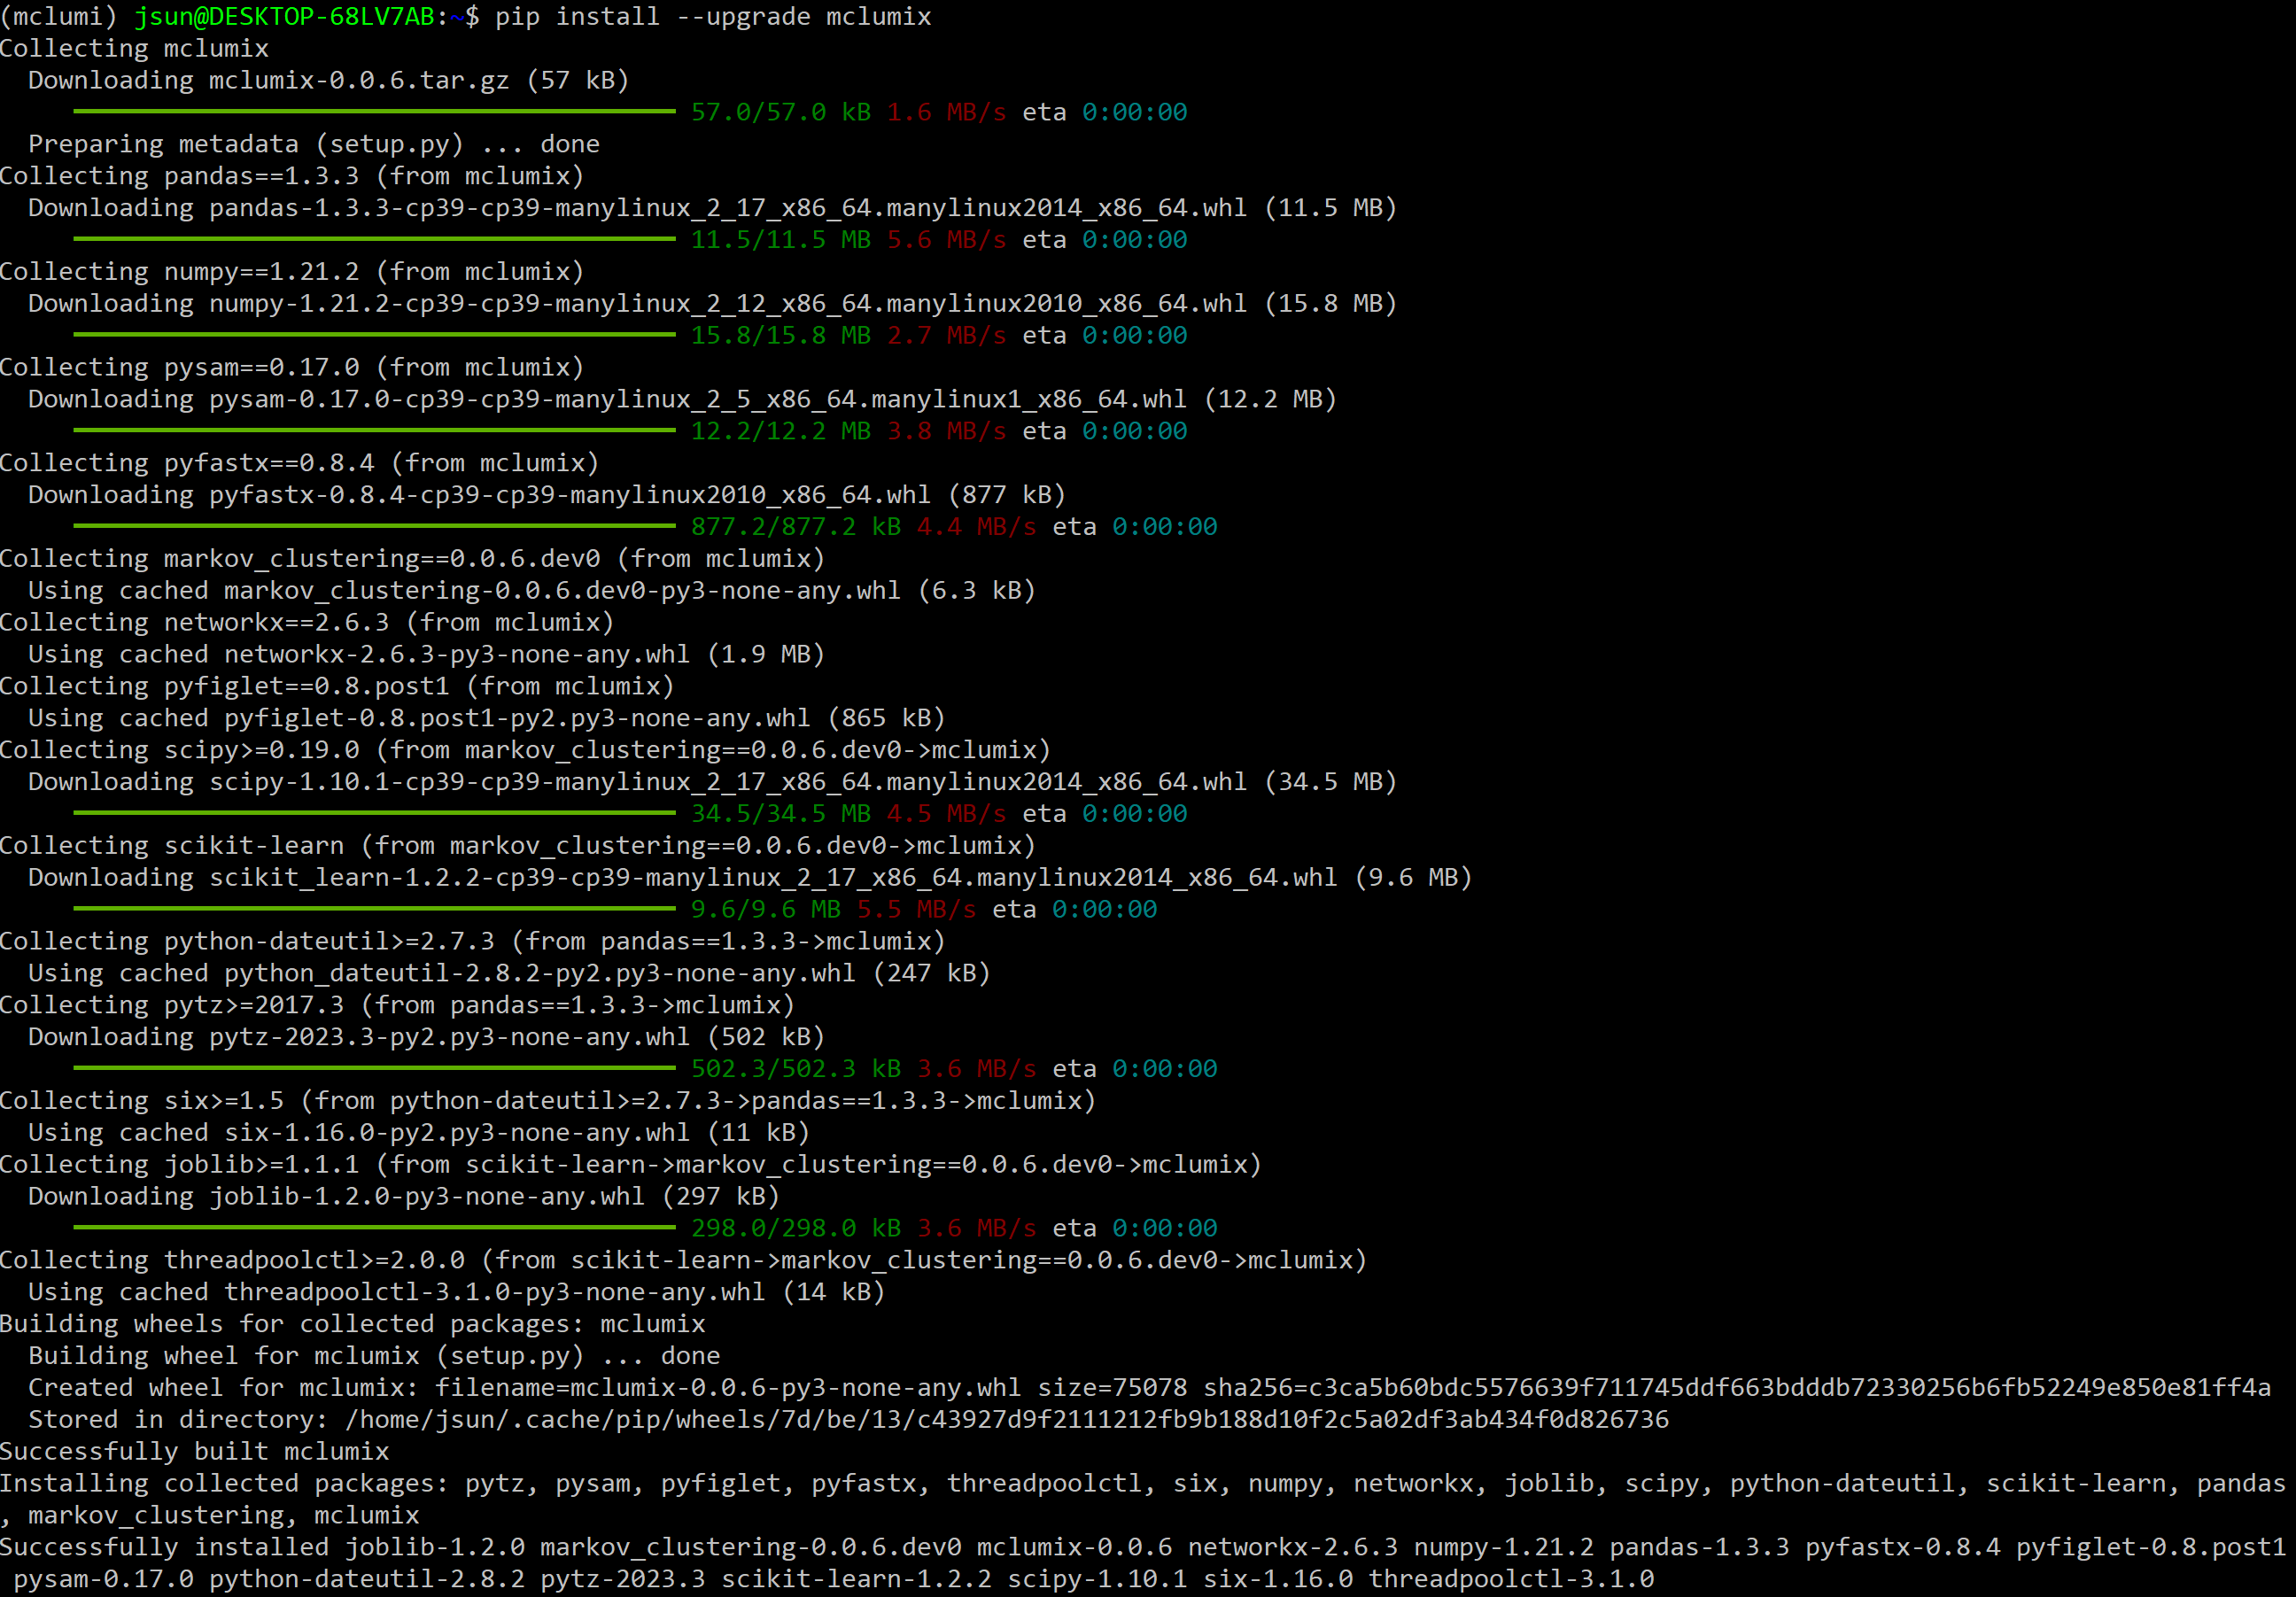 (mclumi) jsun@DESKTOP-68LV7AB:~$ pip install --upgrade mclumix
Collecting mclumix
  Downloading mclumix-0.0.6.tar.gz (57 kB)
57.0/57.0 kB 1.6 MB/s eta 0:00:00
  Preparing metadata (setup.py) ... done
Collecting pandas==1.3.3 (from mclumix)
  Downloading pandas-1.3.3-cp39-cp39-manylinux_2_17_x86_64.manylinux2014_x86_64.whl (11.5 MB)
11.5/11.5 MB 5.6 MB/s eta 0:00:00
Collecting numpy==1.21.2 (from mclumix)
  Downloading numpy-1.21.2-cp39-cp39-manylinux_2_12_x86_64.manylinux2010_x86_64.whl (15.8 MB)
15.8/15.8 MB 2.7 MB/s eta 0:00:00
Collecting pysam==0.17.0 (from mclumix)
  Downloading pysam-0.17.0-cp39-cp39-manylinux_2_5_x86_64.manylinux1_x86_64.whl (12.2 MB)
12.2/12.2 MB 3.8 MB/s eta 0:00:00
Collecting pyfastx==0.8.4 (from mclumix)
  Downloading pyfastx-0.8.4-cp39-cp39-manylinux2010_x86_64.whl (877 kB)
877.2/877.2 kB 4.4 MB/s eta 0:00:00
Collecting markov_clustering==0.0.6.dev0 (from mclumix)
  Using cached markov_clustering-0.0.6.dev0-py3-none-any.whl (6.3 kB)
Collecting networkx==2.6.3 (from mclumix)
  Using cached networkx-2.6.3-py3-none-any.whl (1.9 MB)
Collecting pyfiglet==0.8.post1 (from mclumix)
  Using cached pyfiglet-0.8.post1-py2.py3-none-any.whl (865 kB)
Collecting scipy>=0.19.0 (from markov_clustering==0.0.6.dev0->mclumix)
  Downloading scipy-1.10.1-cp39-cp39-manylinux_2_17_x86_64.manylinux2014_x86_64.whl (34.5 MB)
34.5/34.5 MB 4.5 MB/s eta 0:00:00
Collecting scikit-learn (from markov_clustering==0.0.6.dev0->mclumix)
  Downloading scikit_learn-1.2.2-cp39-cp39-manylinux_2_17_x86_64.manylinux2014_x86_64.whl (9.6 MB)
9.6/9.6 MB 5.5 MB/s eta 0:00:00
Collecting python-dateutil>=2.7.3 (from pandas==1.3.3->mclumix)
  Using cached python_dateutil-2.8.2-py2.py3-none-any.whl (247 kB)
Collecting pytz>=2017.3 (from pandas==1.3.3->mclumix)
  Downloading pytz-2023.3-py2.py3-none-any.whl (502 kB)
502.3/502.3 kB 3.6 MB/s eta 0:00:00
Collecting six>=1.5 (from python-dateutil>=2.7.3->pandas==1.3.3->mclumix)
  Using cached six-1.16.0-py2.py3-none-any.whl (11 kB)
Collecting joblib>=1.1.1 (from scikit-learn->markov_clustering==0.0.6.dev0->mclumix)
  Downloading joblib-1.2.0-py3-none-any.whl (297 kB)
298.0/298.0 kB 3.6 MB/s eta 0:00:00
Collecting threadpoolctl>=2.0.0 (from scikit-learn->markov_clustering==0.0.6.dev0->mclumix)
  Using cached threadpoolctl-3.1.0-py3-none-any.whl (14 kB)
Building wheels for collected packages: mclumix
  Building wheel for mclumix (setup.py) ... done
  Created wheel for mclumix: filename=mclumix-0.0.6-py3-none-any.whl size=75078 sha256=c3ca5b60bdc5576639f711745ddf663bdddb72330256b6fb52249e850e81ff4a
  Stored in directory: /home/jsun/.cache/pip/wheels/7d/be/13/c43927d9f2111212fb9b188d10f2c5a02df3ab434f0d826736
Successfully built mclumix
Installing collected packages: pytz, pysam, pyfiglet, pyfastx, threadpoolctl, six, numpy, networkx, joblib, scipy, python-dateutil, scikit-learn, pandas
, markov_clustering, mclumix
Successfully installed joblib-1.2.0 markov_clustering-0.0.6.dev0 mclumix-0.0.6 networkx-2.6.3 numpy-1.21.2 pandas-1.3.3 pyfastx-0.8.4 pyfiglet-0.8.post1
 pysam-0.17.0 python-dateutil-2.8.2 pytz-2023.3 scikit-learn-1.2.2 scipy-1.10.1 six-1.16.0 threadpoolctl-3.1.0